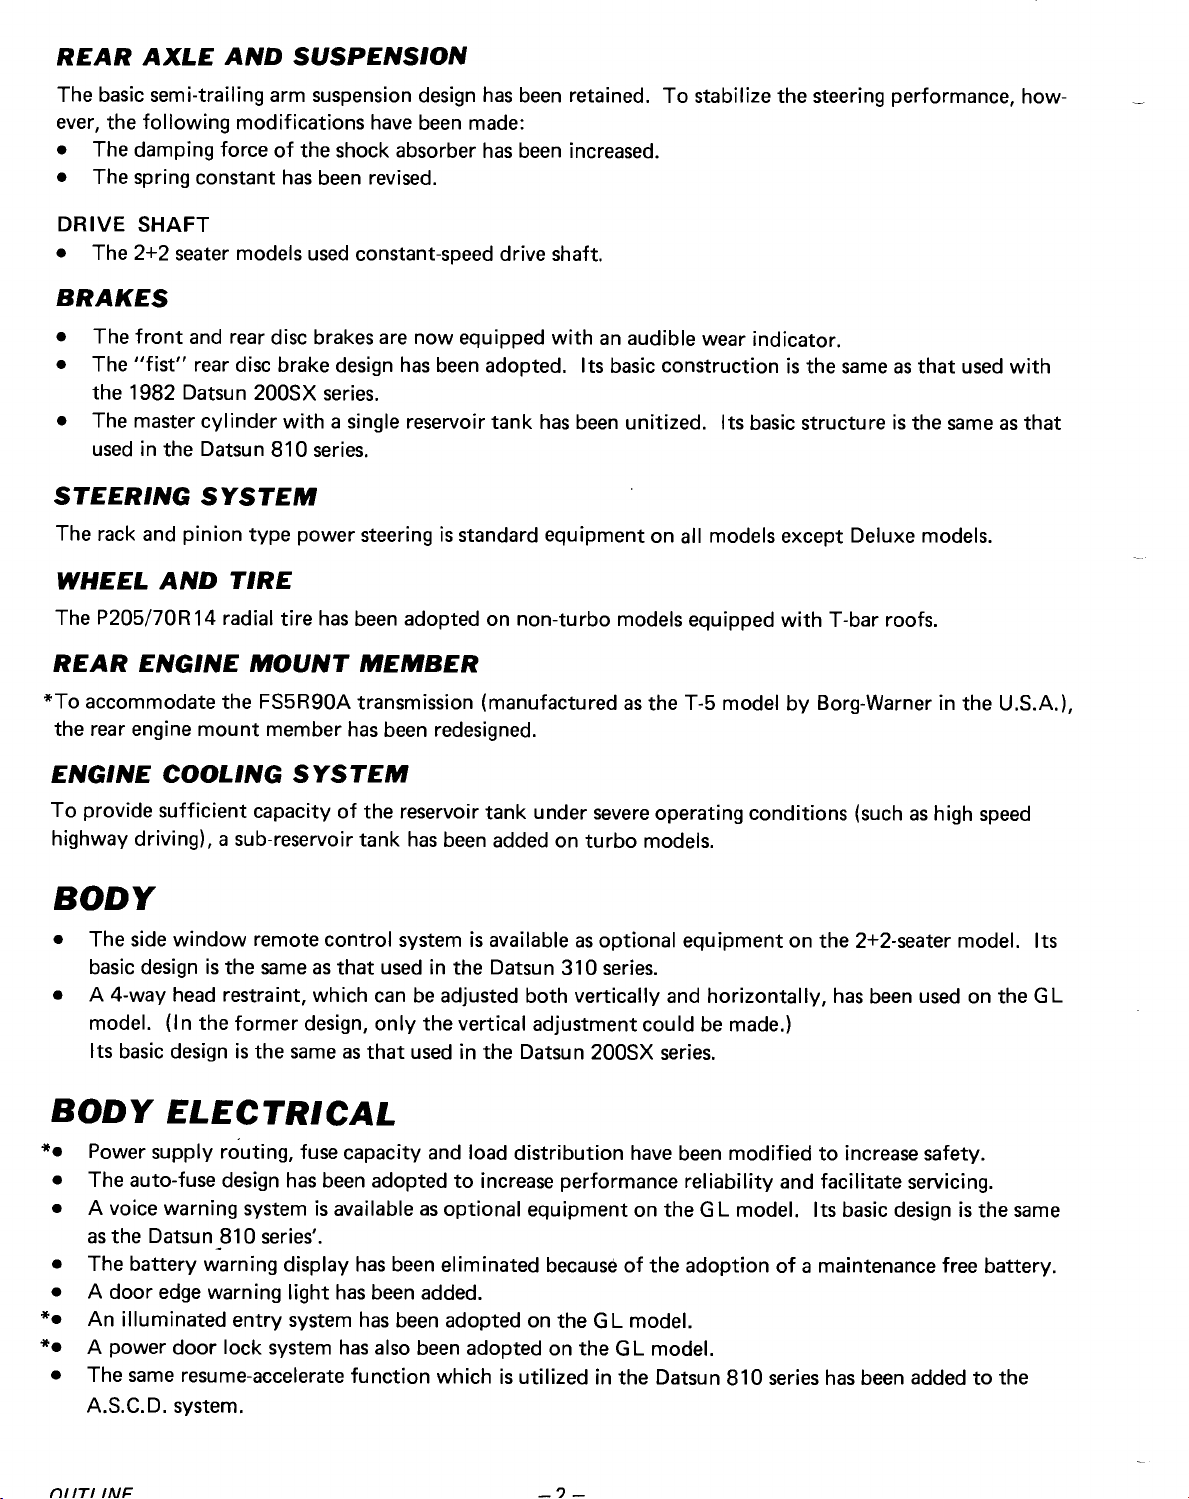 REAR AXLE AND SUSPENSION
The basic semi-trailing arm suspension design has been retained. To stabilize the steering performance, how-
ever, the following modifications have been made:
● The damping force of the shock absorber has been increased.
● The spring constant has been revised.
DRIVE SHAFT
● The 2+2 seater models used constant-speed drive shaft.
BRAKES
● The front and rear disc brakes are now equipped with an audible wear indicator.
● The "fist" rear disc brake design has been adopted. Its basic construction is the same as that used with
the 1982 Datsun 200SX series.
● The master cylinder with a single reservoir tank has been unitized. Its basic structure is the same as that
used in the Datsun 810 series.
STEERING SYSTEM
The rack and pinion type power steering is standard equipment on all models except Deluxe models.
WHEEL AND TIRE
The P205/70R14 radial tire has been adopted on non-turbo models equipped with T-bar roofs.
REAR ENGINE MOUNT MEMBER
*To accommodate the FS5R90A transmission (manufactured as the T-5 model by Borg-Warner in the U.S.A.),
the rear engine mount member has been redesigned.
ENGINE COOLING SYSTEM
To provide sufficient capacity of the reservoir tank under severe operating conditions (such as high speed
highway driving), a sub-reservoir tank has been added on turbo models.
BODY
● The side window remote control system is available as optional equipment on the 2+2-seater model. Its
basic design is the same as that used in the Datsun 310 series.
● A 4-way head restraint, which can be adjusted both vertically and horizontally, has been used on the GL
model. (In the former design, only the vertical adjustment could be made.)
Its basic design is the same as that used in the Datsun 200SX series.
BODY ELECTRICAL
*● Power supply routing, fuse capacity and load distribution have been modified to increase safety.
● The auto-fuse design has been adopted to increase performance reliability and facilitate servicing.
● A voice warning system is available as optional equipment on the GL model. Its basic design is the same
as the Datsun 810 series'.
● The battery warning display has been eliminated because of the adoption of a maintenance free battery.
● A door edge warning light has been added.
*● An illuminated entry system has been adopted on the GL model.
*● A power door lock system has also been adopted on the GL model.
● The same resume-accelerate function which is utilized in the Datsun 810 series has been added to the
A.S.C.D. system.
OUTLINE – 2 –